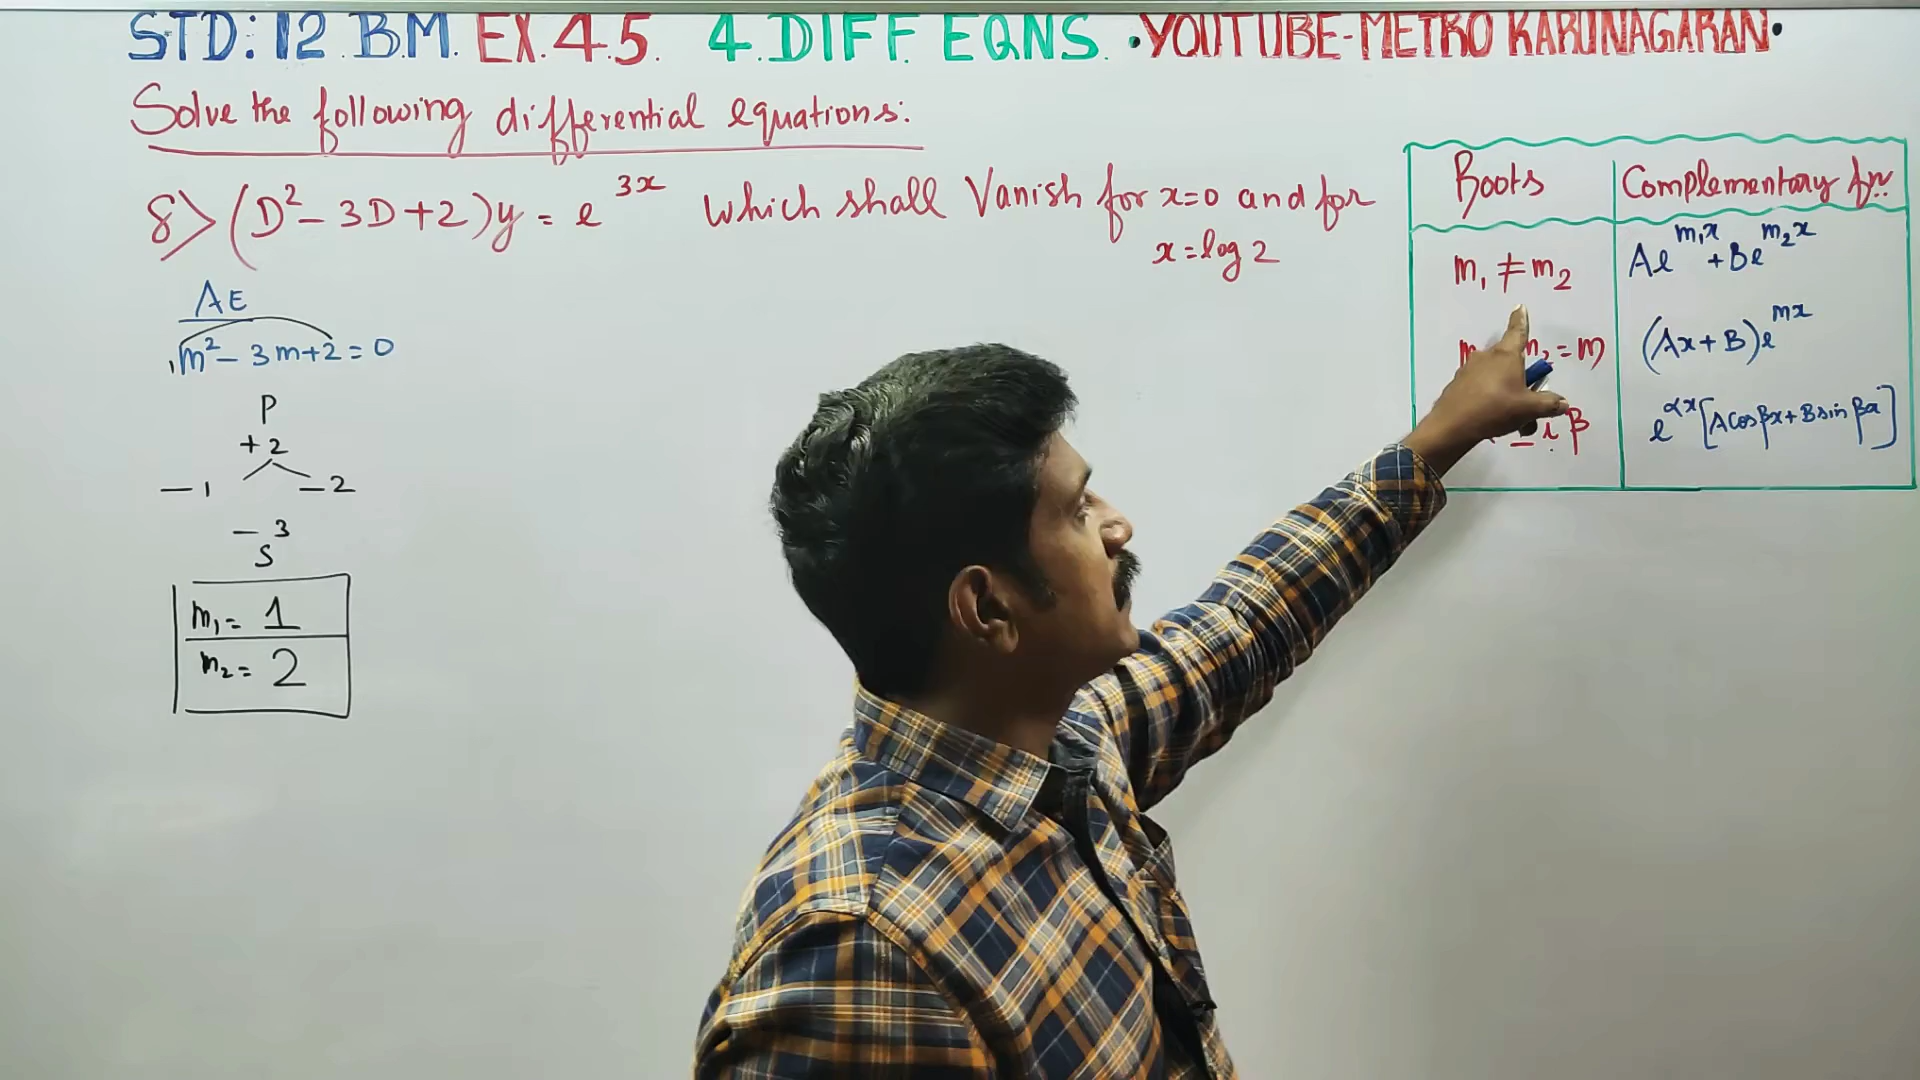 STD: 12 B.M. EX. 4.5. 4. DIFF. EQNS. • YOUTUBE-METRO KARUNAGARAN •
Solve the following differential equations:
8> (D² - 3D + 2)y = e^3x which shall Vanish for x=0 and for
x = log 2
AE
1m² - 3m + 2 = 0
P
+2
-1 -2
-3
S
m₁ = 1
m₂ = 2
Roots Complementary fn:
m₁ ≠ m₂ Ae^m₁x + Be^m₂x
m₂ = m (Ax + B)e^mx
± iβ e^αx [A cos βx + B sin βx]